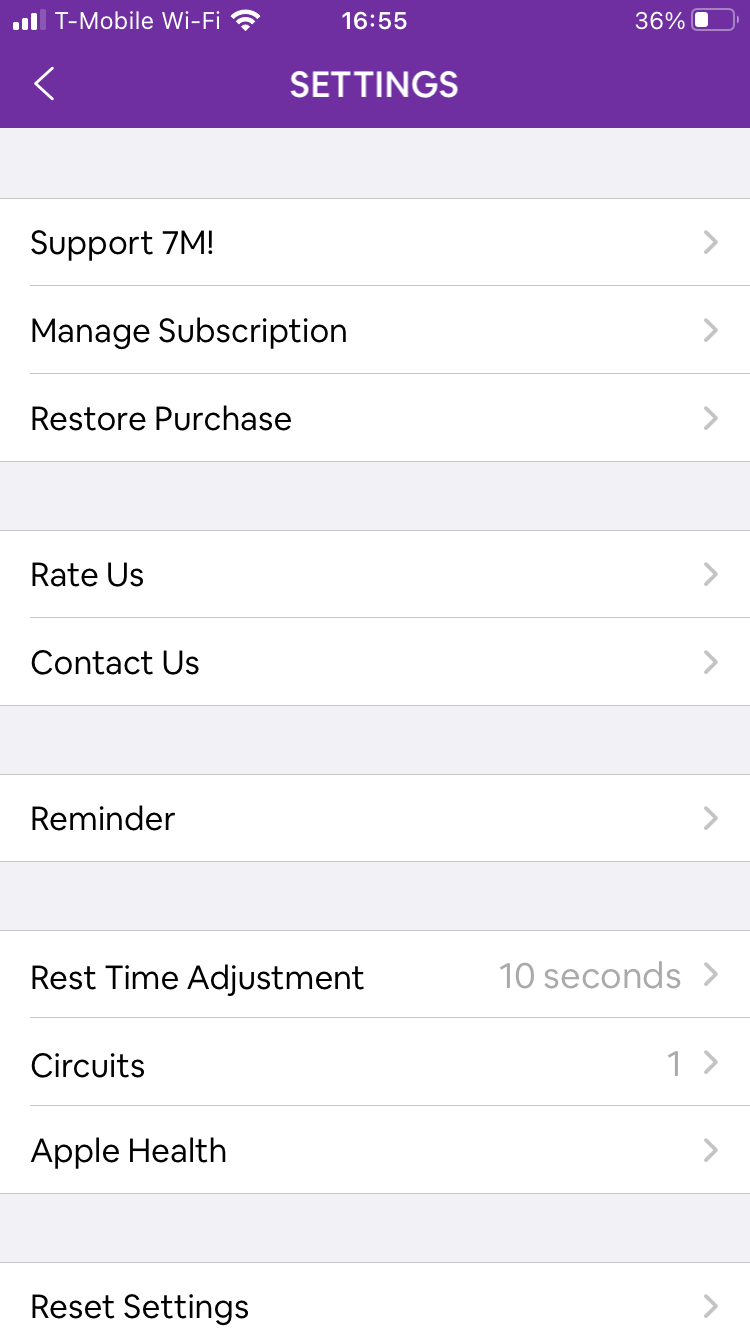 T-Mobile Wi-Fi 16:55 36%
SETTINGS
Support 7M!
Manage Subscription
Restore Purchase
Rate Us
Contact Us
Reminder
Rest Time Adjustment 10 seconds
Circuits 1
Apple Health
Reset Settings